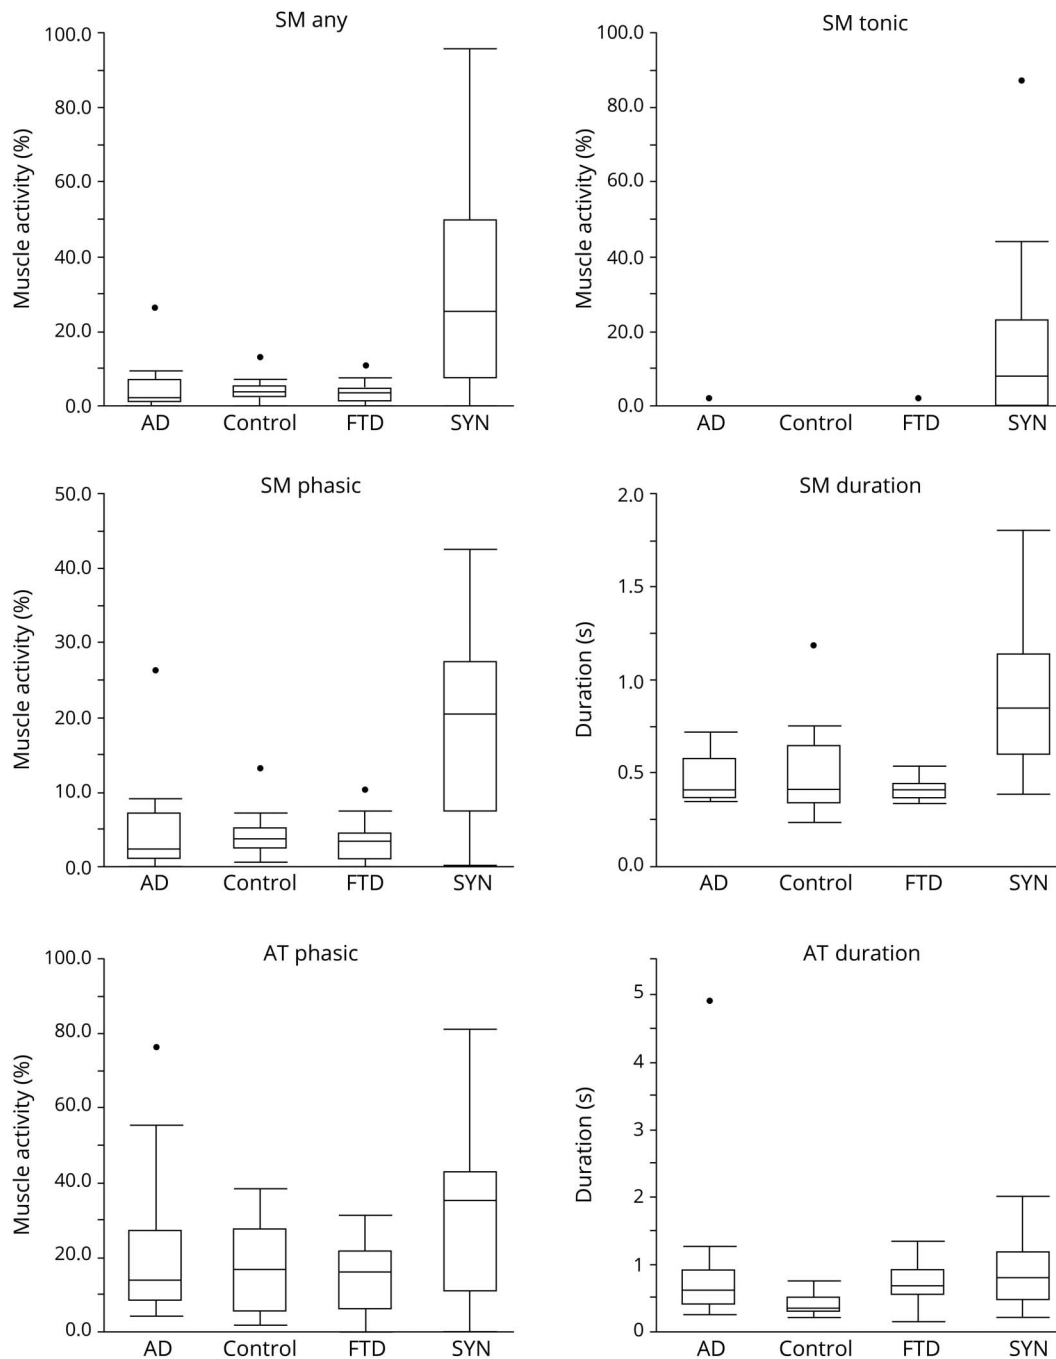 SM any
Muscle activity (%)
100.0
80.0
60.0
40.0
20.0
0.0
AD Control FTD SYN
SM tonic
Muscle activity (%)
100.0
80.0
60.0
40.0
20.0
0.0
AD Control FTD SYN
SM phasic
Muscle activity (%)
50.0
40.0
30.0
20.0
10.0
0.0
AD Control FTD SYN
SM duration
Duration (s)
2.0
1.5
1.0
0.5
0.0
AD Control FTD SYN
AT phasic
Muscle activity (%)
100.0
80.0
60.0
40.0
20.0
0.0
AD Control FTD SYN
AT duration
Duration (s)
5
4
3
2
1
0
AD Control FTD SYN